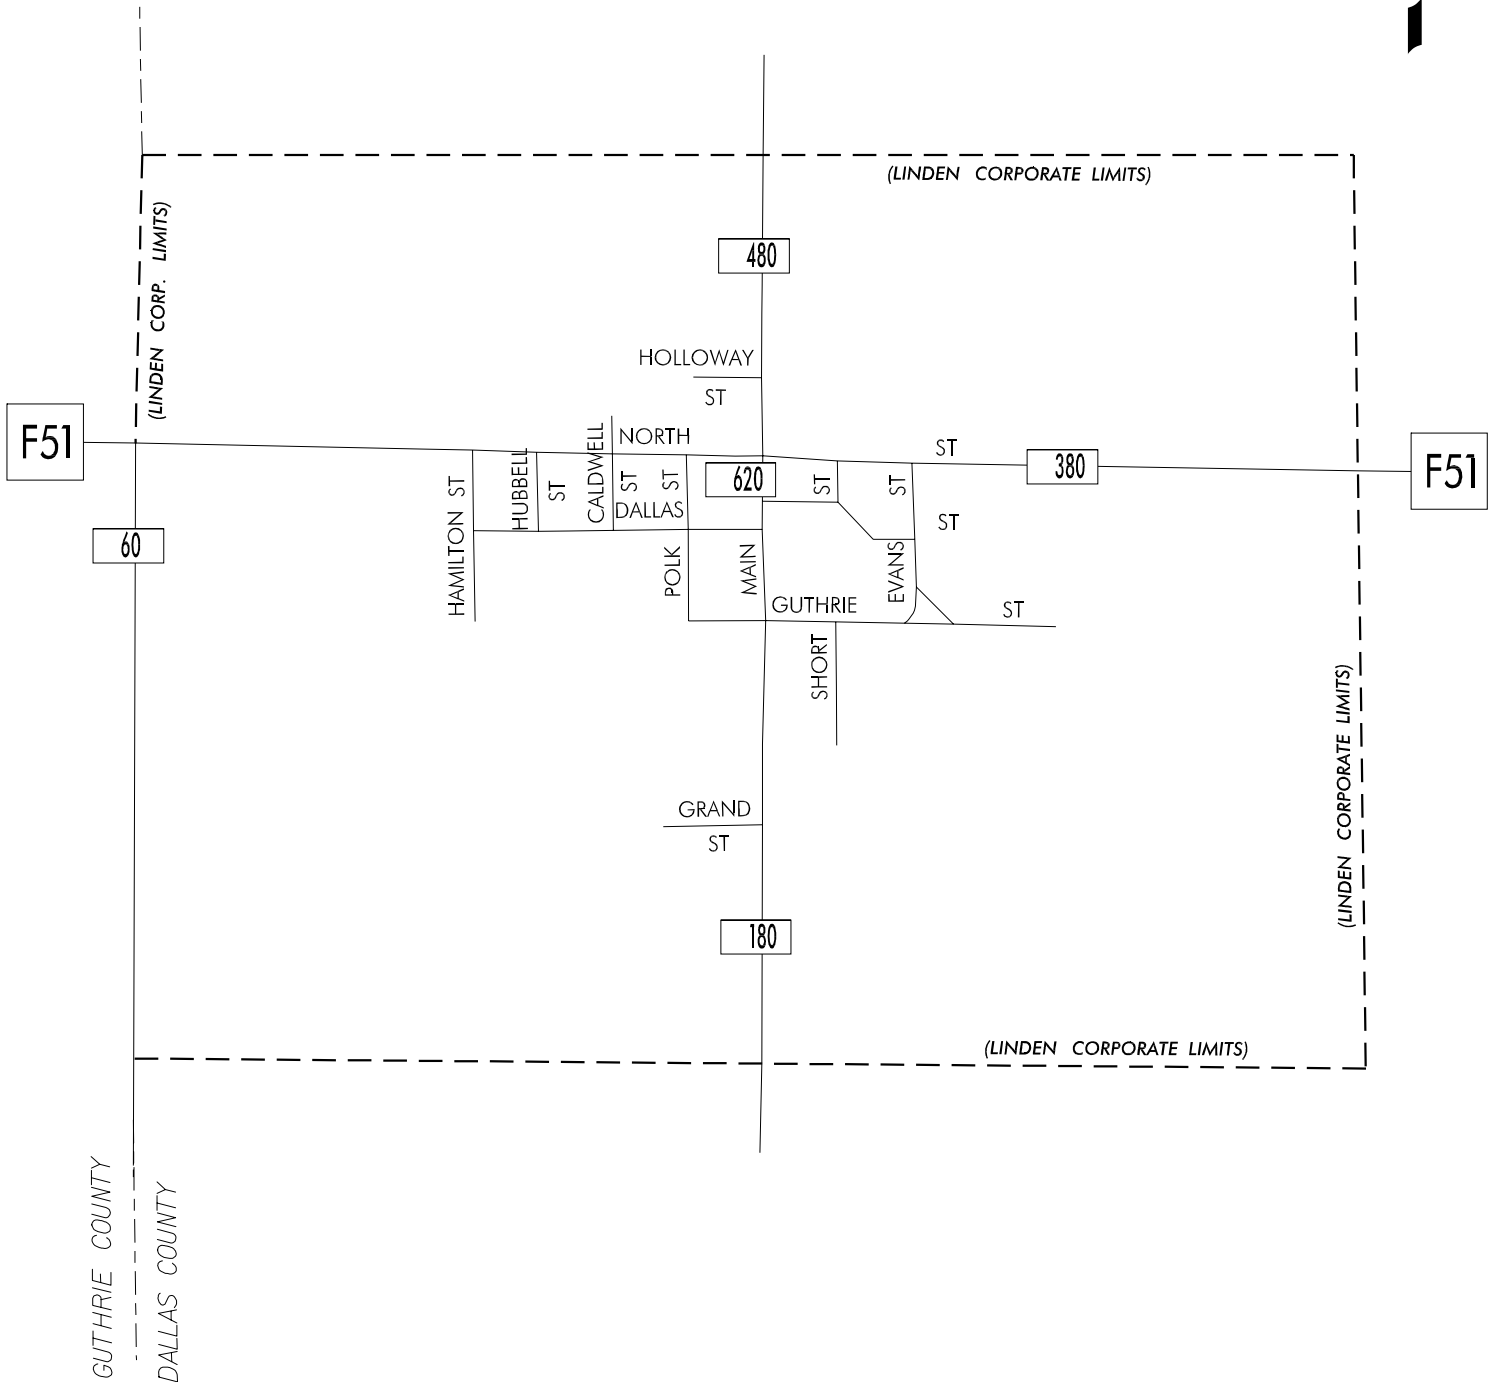 (LINDEN CORPORATE LIMITS)
(LINDEN CORP. LIMITS)
480
HOLLOWAY
ST
F51
NORTH
ST
380
F51
620
HAMILTON ST
HUBBELL
ST
CALDWELL
ST
ST
DALLAS
ST
ST
ST
60
POLK
MAIN
EVANS
GUTHRIE
ST
SHORT
(LINDEN CORPORATE LIMITS)
GRAND
ST
180
(LINDEN CORPORATE LIMITS)
GUTHRIE COUNTY
DALLAS COUNTY